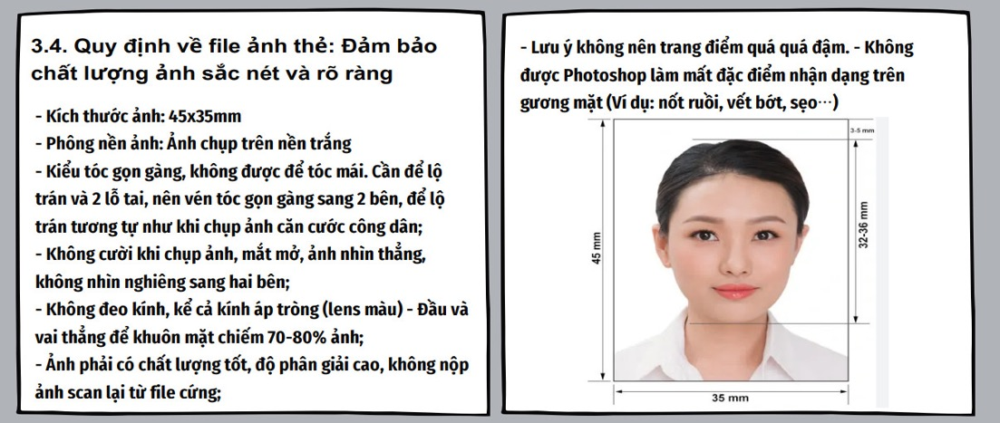 3.4. Quy định về file ảnh thẻ: Đảm bảo
chất lượng ảnh sắc nét và rõ ràng
- Kích thước ảnh: 45x35mm
- Phông nền ảnh: Ảnh chụp trên nền trắng
- Kiểu tóc gọn gàng, không được để tóc mái. Cần để lộ
trán và 2 lỗ tai, nên vén tóc gọn gàng sang 2 bên, để lộ
trán tương tự như khi chụp ảnh căn cước công dân;
- Không cười khi chụp ảnh, mắt mở, ảnh nhìn thẳng,
không nhìn nghiêng sang hai bên;
- Không đeo kính, kể cả kính áp tròng (lens màu) - Đầu và
vai thẳng để khuôn mặt chiếm 70-80% ảnh;
- Ảnh phải có chất lượng tốt, độ phân giải cao, không nộp
ảnh scan lại từ file cứng;
- Lưu ý không nên trang điểm quá quá đậm. - Không
được Photoshop làm mất đặc điểm nhận dạng trên
gương mặt (Ví dụ: nốt ruồi, vết bớt, sẹo…)
3-5 mm
45 mm
32-36 mm
35 mm